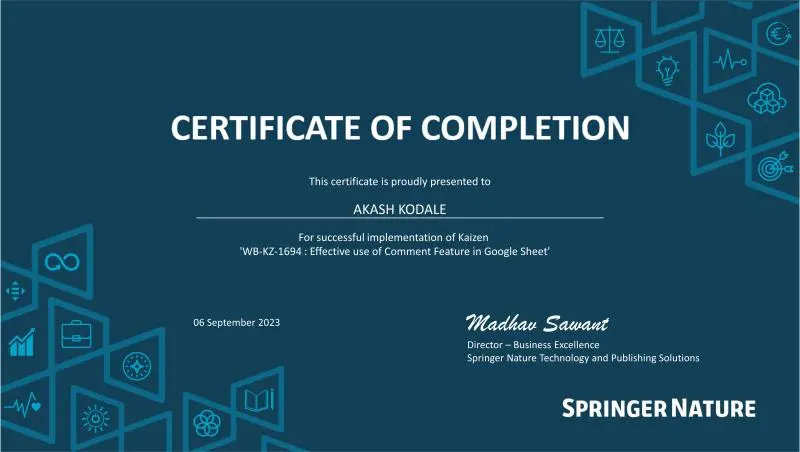 CERTIFICATE OF COMPLETION
This certificate is proudly presented to
AKASH KODALE
For successful implementation of Kaizen
'WB-KZ-1694 : Effective use of Comment Feature in Google Sheet'
06 September 2023
Madhav Sawant
Director – Business Excellence
Springer Nature Technology and Publishing Solutions
SPRINGER NATURE